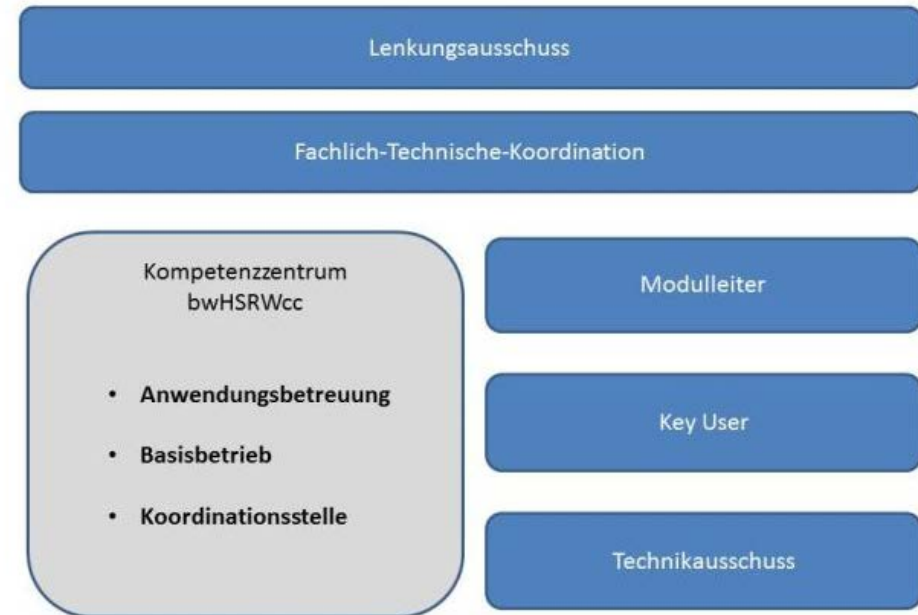 Lenkungsausschuss
Fachlich-Technische-Koordination
Kompetenzzentrum
bwHSRWcc
• Anwendungsbetreuung
• Basisbetrieb
• Koordinationsstelle
Modulleiter
Key User
Technikausschuss